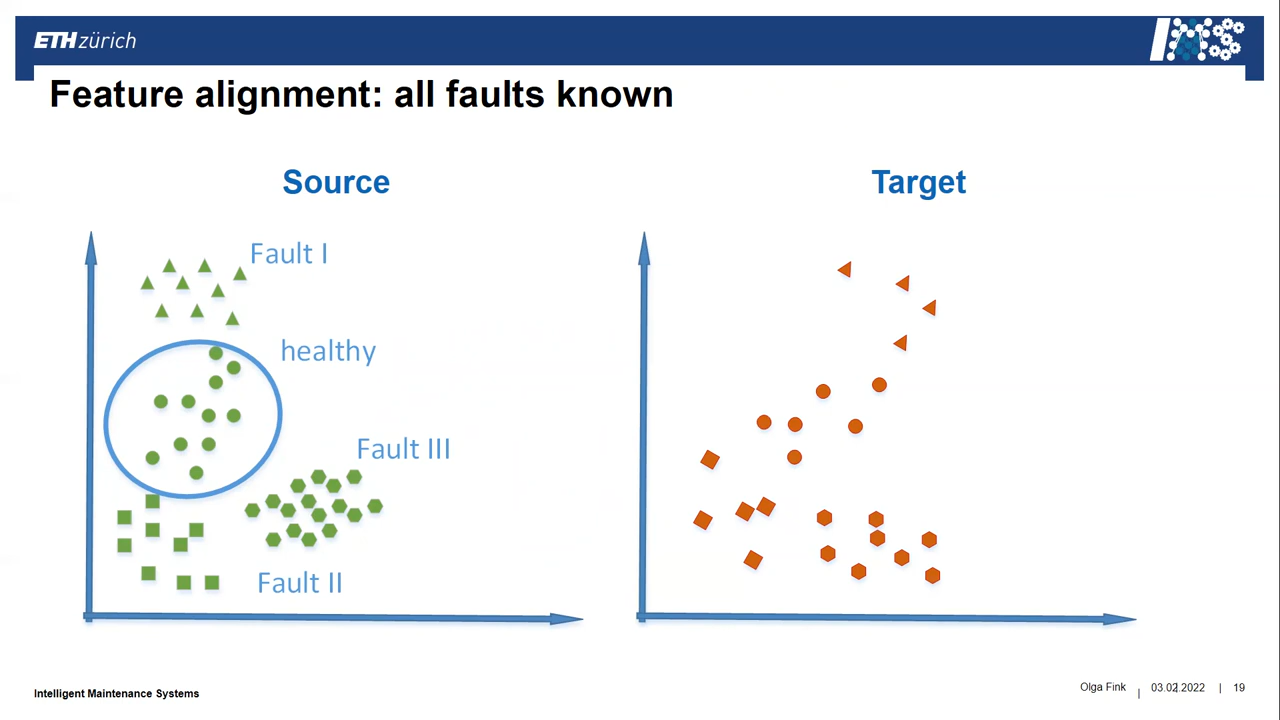 ETH zürich
IMS
Feature alignment: all faults known
Source
Target
Fault I
healthy
Fault III
Fault II
Intelligent Maintenance Systems
Olga Fink | 03.02.2022 | 19